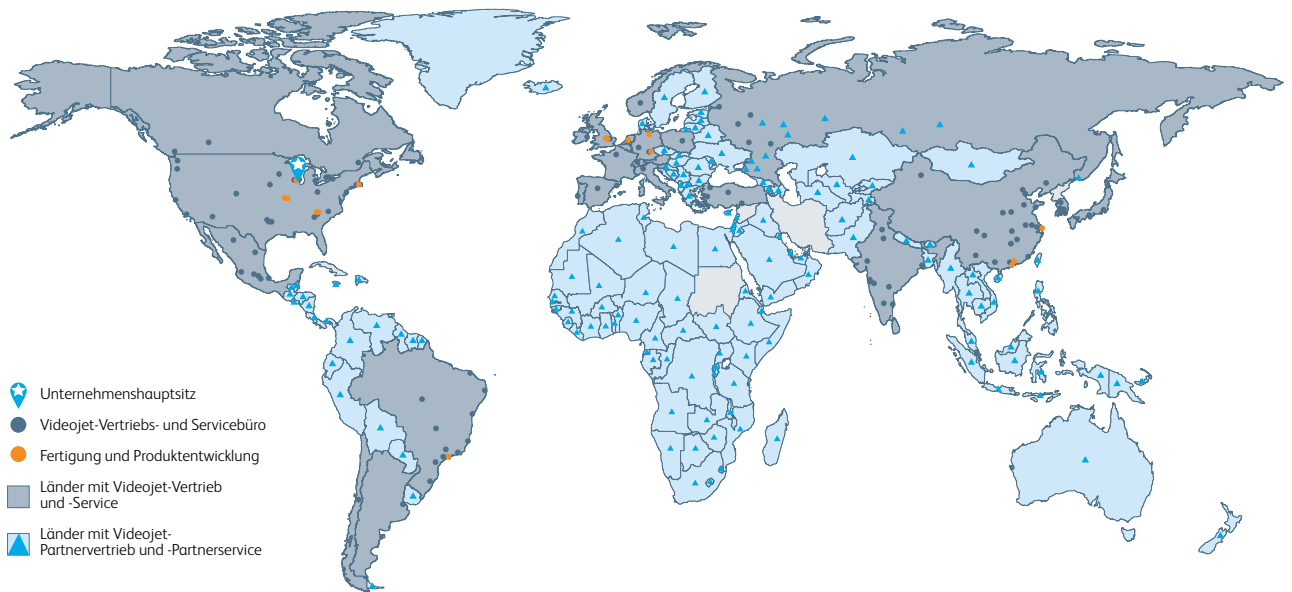 Unternehmenshauptsitz
Videojet-Vertriebs- und Servicebüro
Fertigung und Produktentwicklung
Länder mit Videojet-Vertrieb
und -Service
Länder mit Videojet-
Partnervertrieb und -Partnerservice